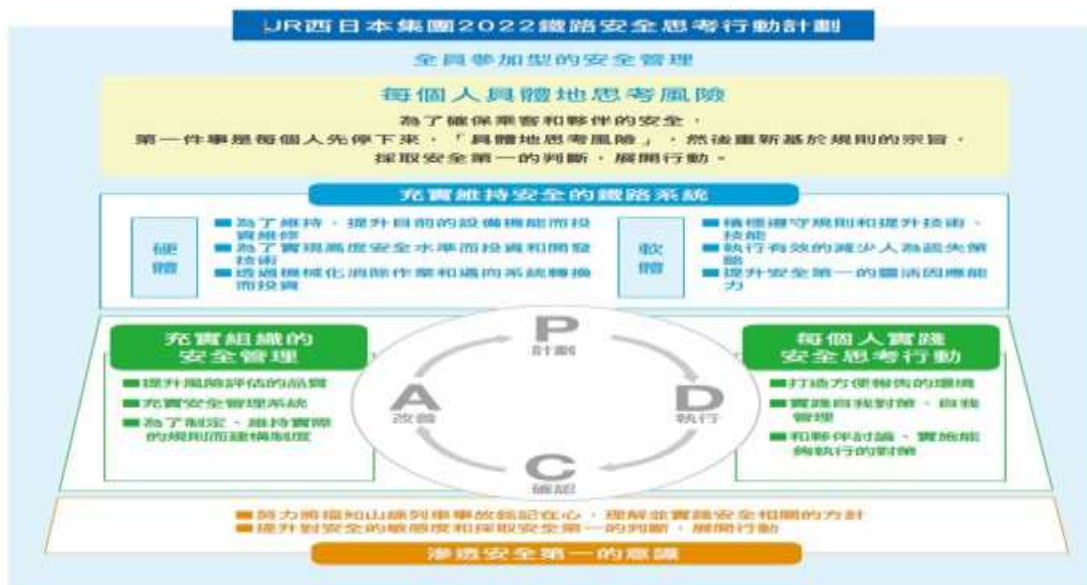 JR西日本集團2022鐵路安全思考行動計劃
全員參加型的安全管理
每個人具體地思考風險
為了確保乘客和夥伴的安全，
第一件事是每個人先停下來，「具體地思考風險」，然後重新基於規則的宗旨，
採取安全第一的判斷，展開行動。
充實維持安全的鐵路系統
硬
體
■為了維持、提升目前的設備機能而投
資維修
■為了實現高度安全水準而投資和開發
技術
■透過機械化消除作業和邁向系統轉換
而投資
軟
體
■積極遵守規則和提升技術、
技能
■執行有效的減少人為疏失策
略
■提升安全第一的靈活因應能
力
充實組織的
安全管理
■提升風險評估的品質
■充實安全管理系統
■為了制定、維持實際
的規則而建構制度
P
計劃
D
執行
C
確認
A
改善
每個人實踐
安全思考行動
■打造方便報告的環境
■實踐自我對策、自我
管理
■和夥伴討論、實施能
夠執行的對策
■努力將福知山線列車事故銘記在心，理解並實踐安全相關的方針
■提升對安全的敏感度和採取安全第一的判斷，展開行動
滲透安全第一的意識